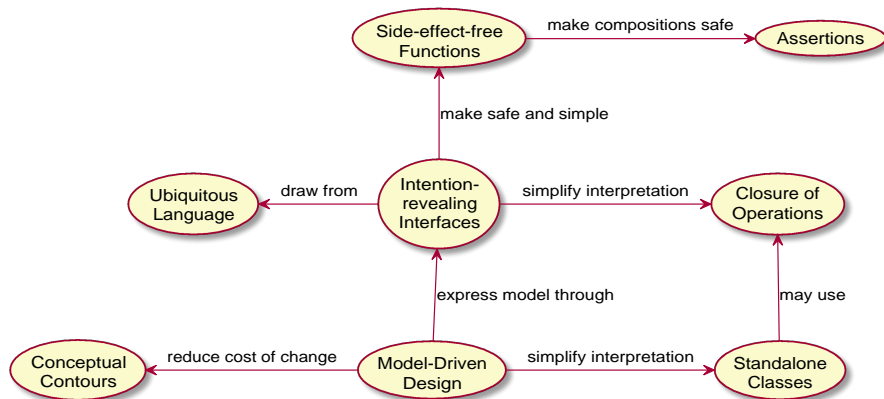 Side-effect-free
Functions
make compositions safe
Assertions
make safe and simple
Ubiquitous
Language
draw from
Intention-
revealing
Interfaces
simplify interpretation
Closure of
Operations
express model through
may use
Conceptual
Contours
reduce cost of change
Model-Driven
Design
simplify interpretation
Standalone
Classes